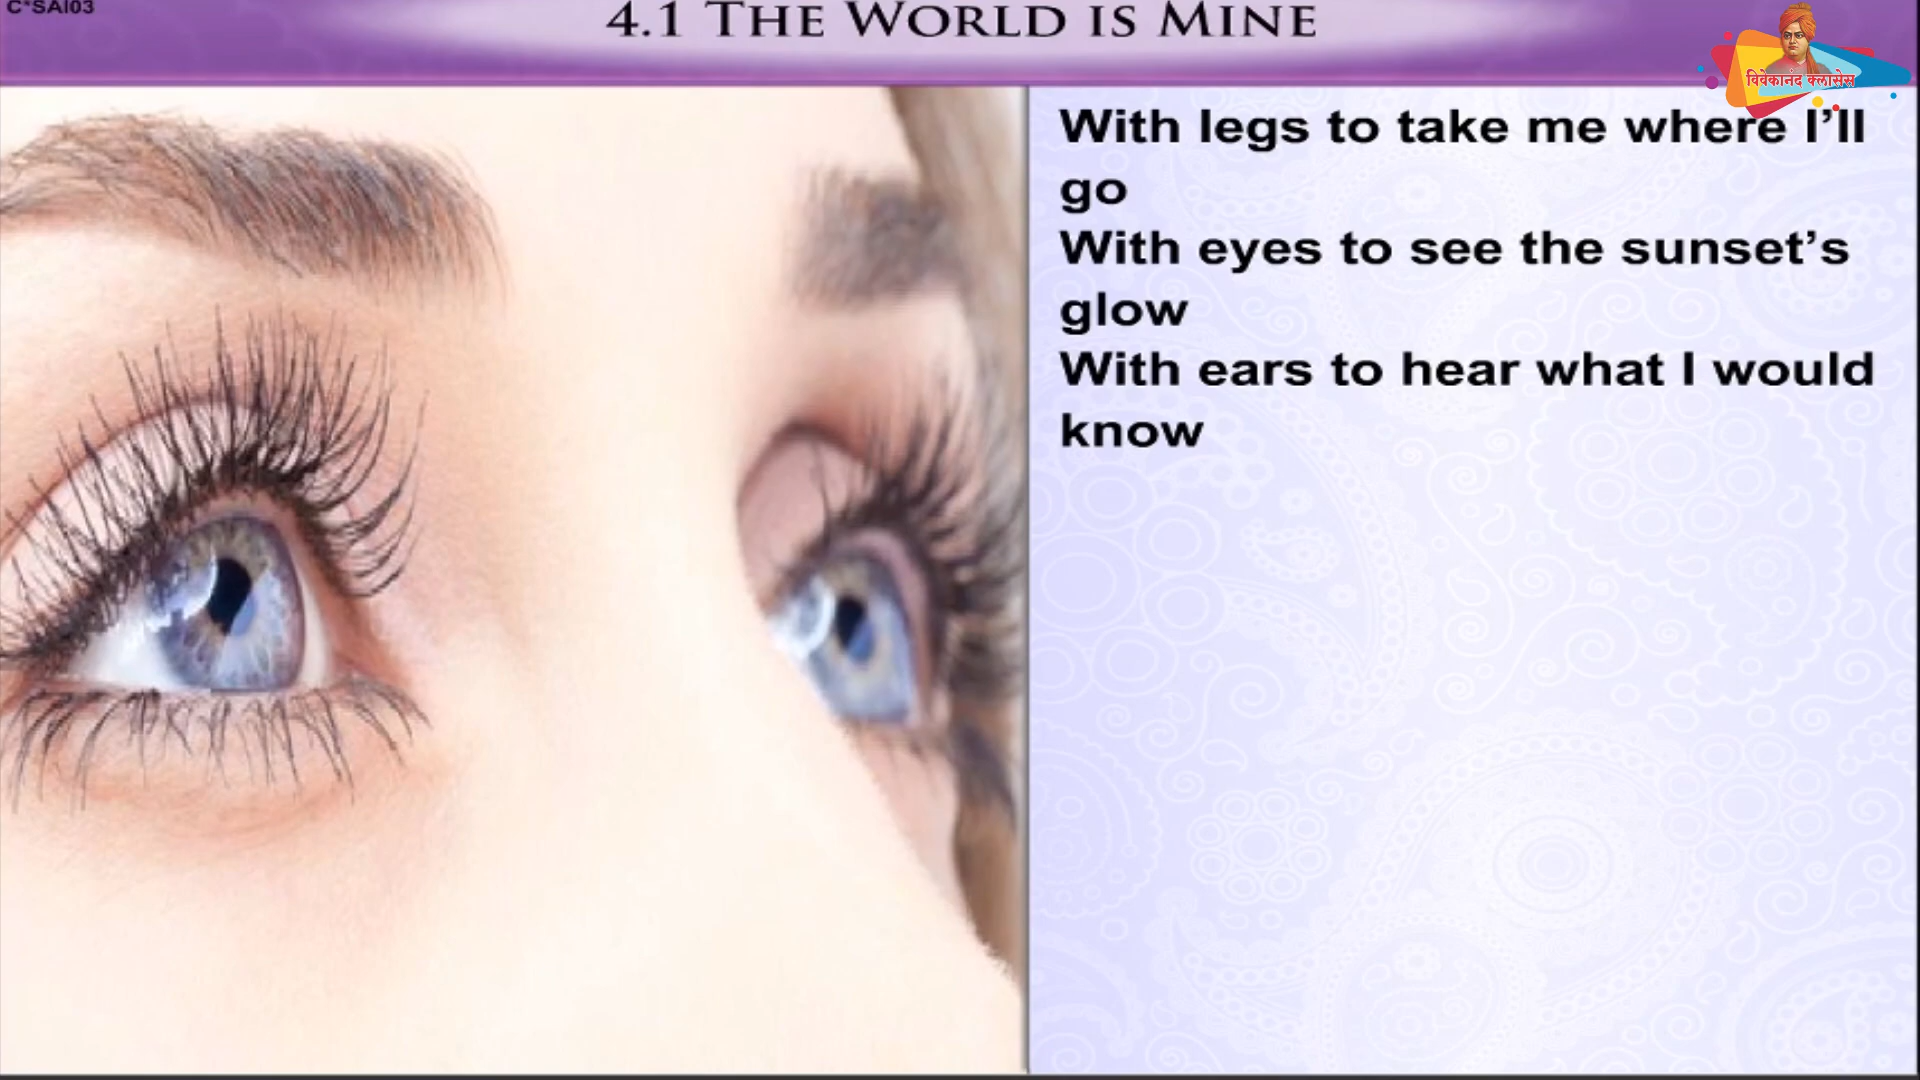 C*SAI03
4.1 THE WORLD IS MINE
विवेकानंद क्लासेस
With legs to take me where I’ll
go
With eyes to see the sunset’s
glow
With ears to hear what I would
know